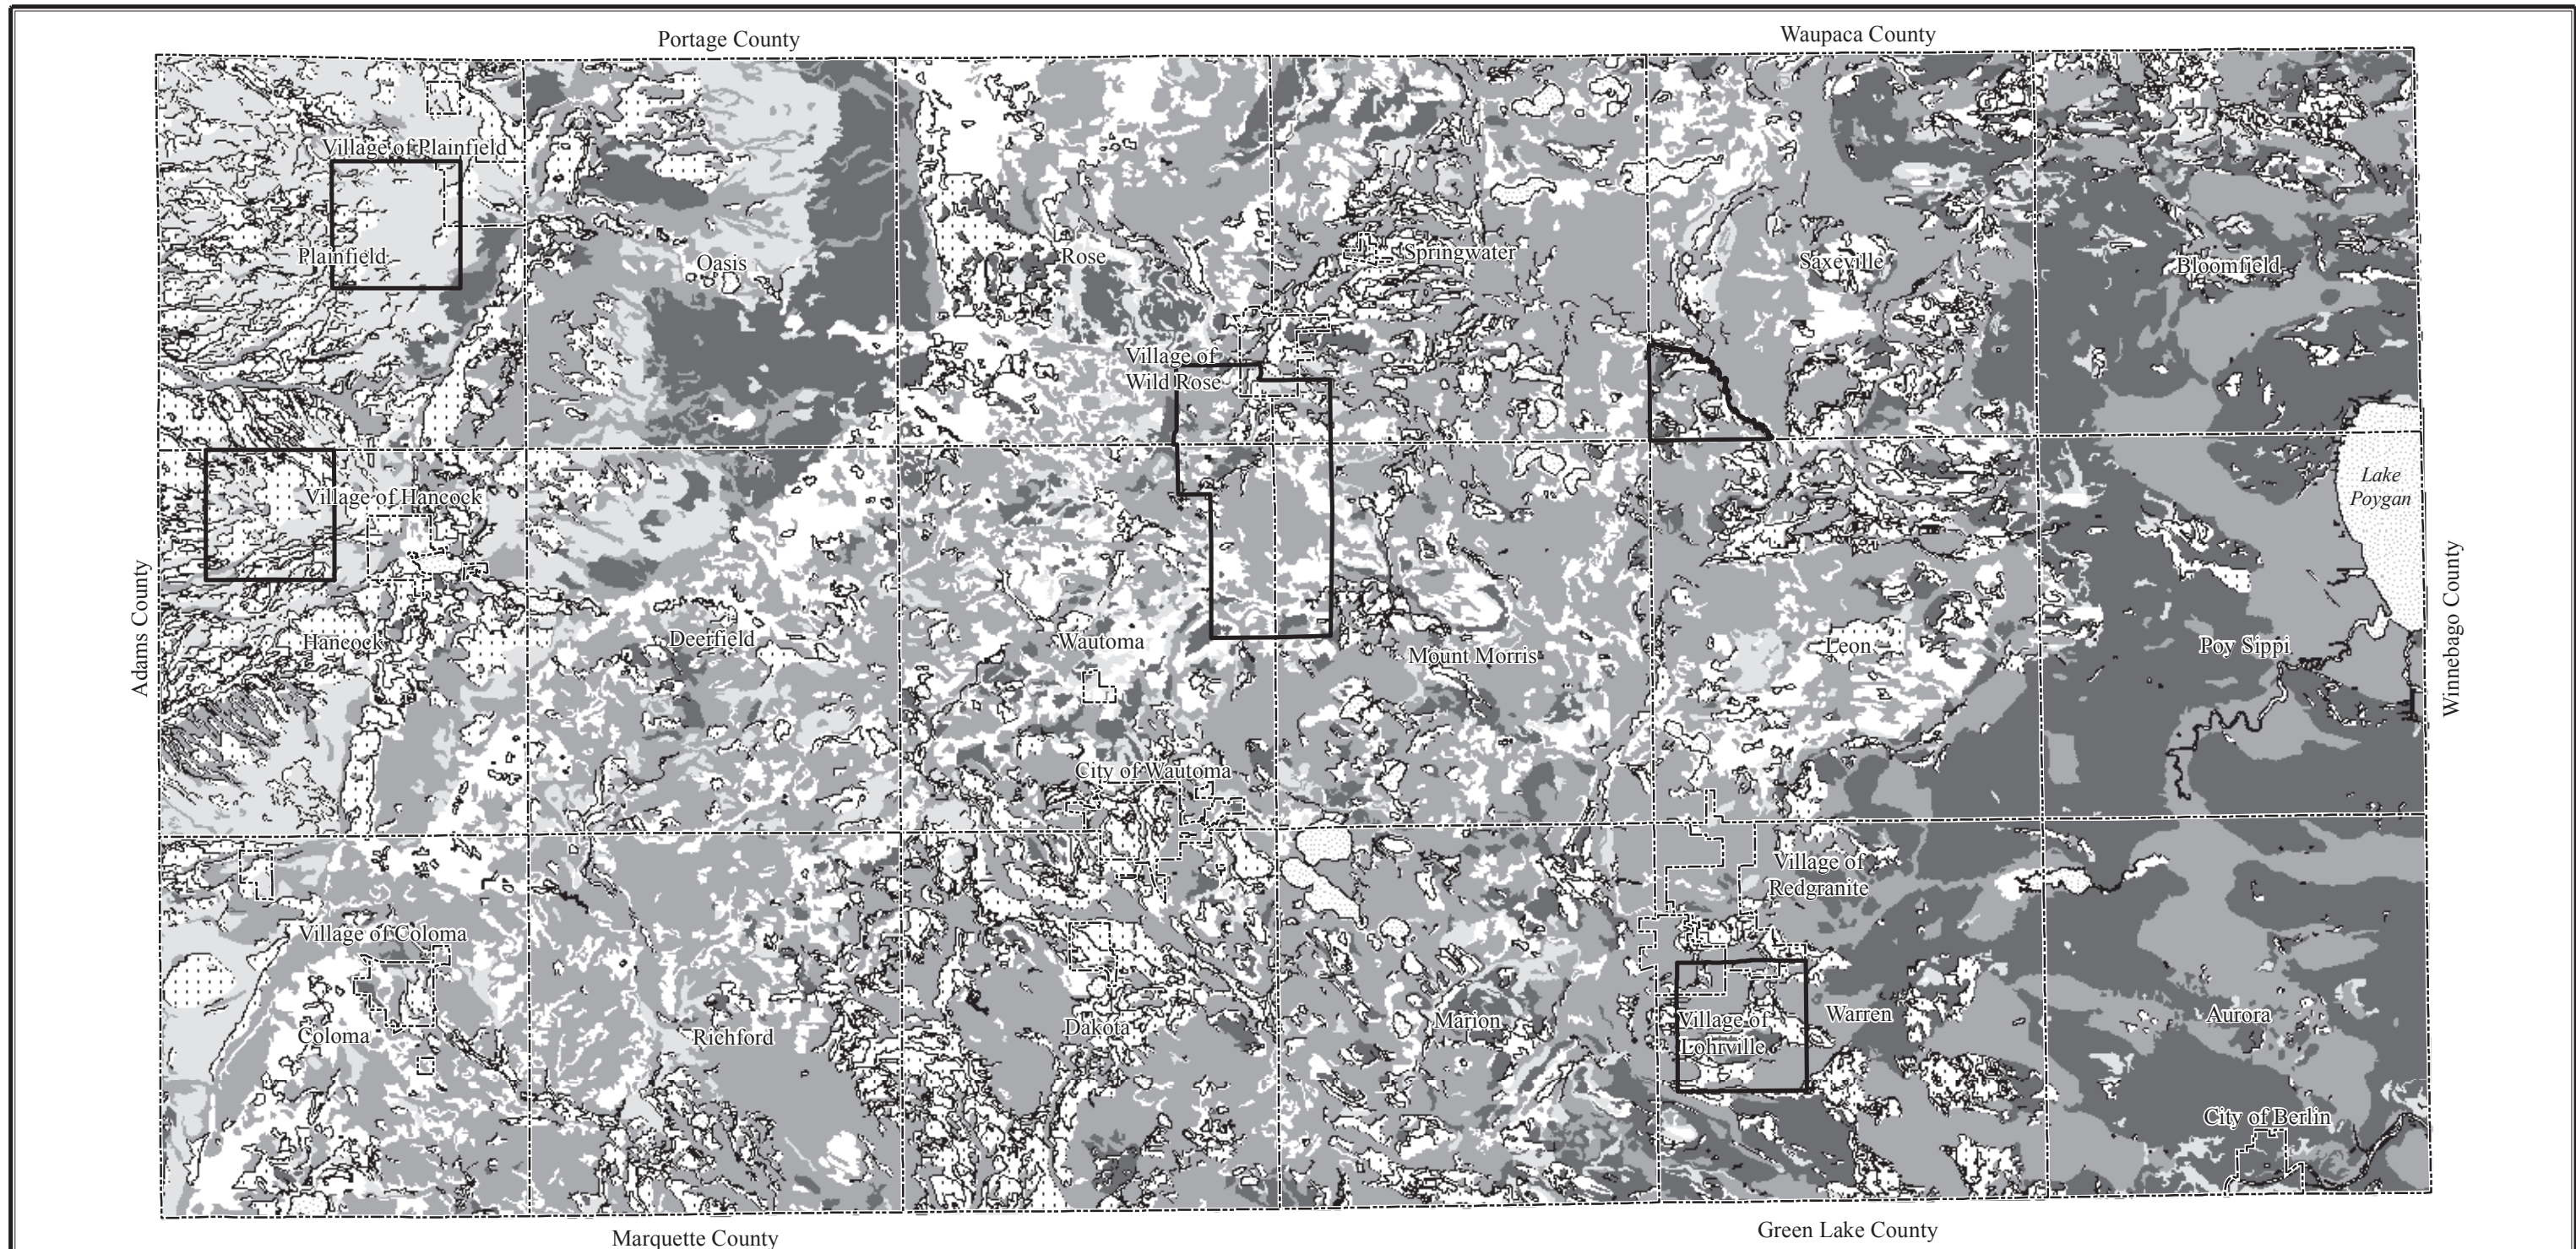 Portage County
Waupaca County
Village of Plainfield
Plainfield
Oasis
Rose
Springwater
Saxeville
Bloomfield
Village of
Wild Rose
Village of Hancock
Lake
Poygan
Adams County
Winnebago County
Hancock
Deerfield
Wautoma
Mount Morris
Leon
Poy Sippi
City of Wautoma
Village of
Redgranite
Village of Coloma
Coloma
Richford
Dakota
Marion
Village of
Lohrville
Warren
Aurora
City of Berlin
Marquette County
Green Lake County